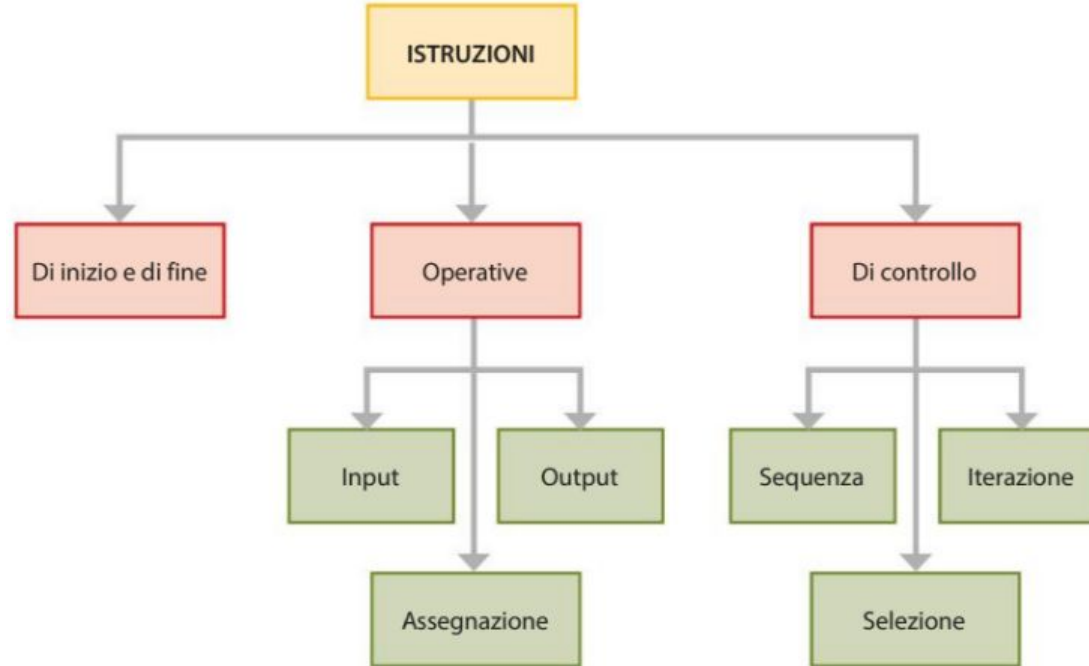 ISTRUZIONI
Di inizio e di fine
Operative
Di controllo
Input
Output
Sequenza
Iterazione
Assegnazione
Selezione